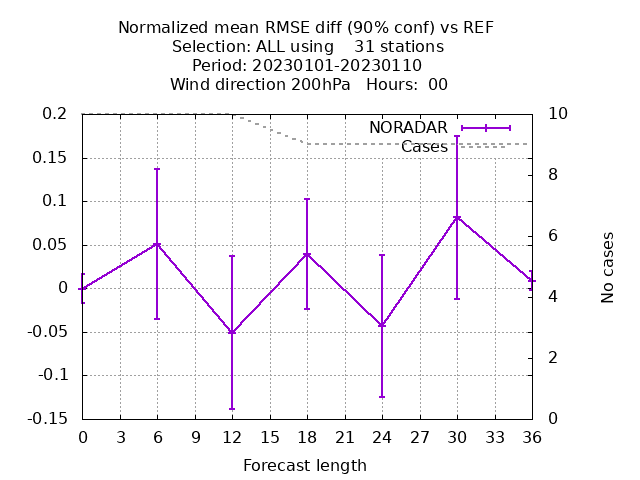 Normalized mean RMSE diff (90% conf) vs REF
Selection: ALL using    31 stations
Period: 20230101-20230110
Wind direction 200hPa   Hours:  00
0.2
0.15
0.1
0.05
0
-0.05
-0.1
-0.15
10
8
6
4
2
0
NORADAR
Cases
No cases
0 3 6 9 12 15 18 21 24 27 30 33 36
Forecast length